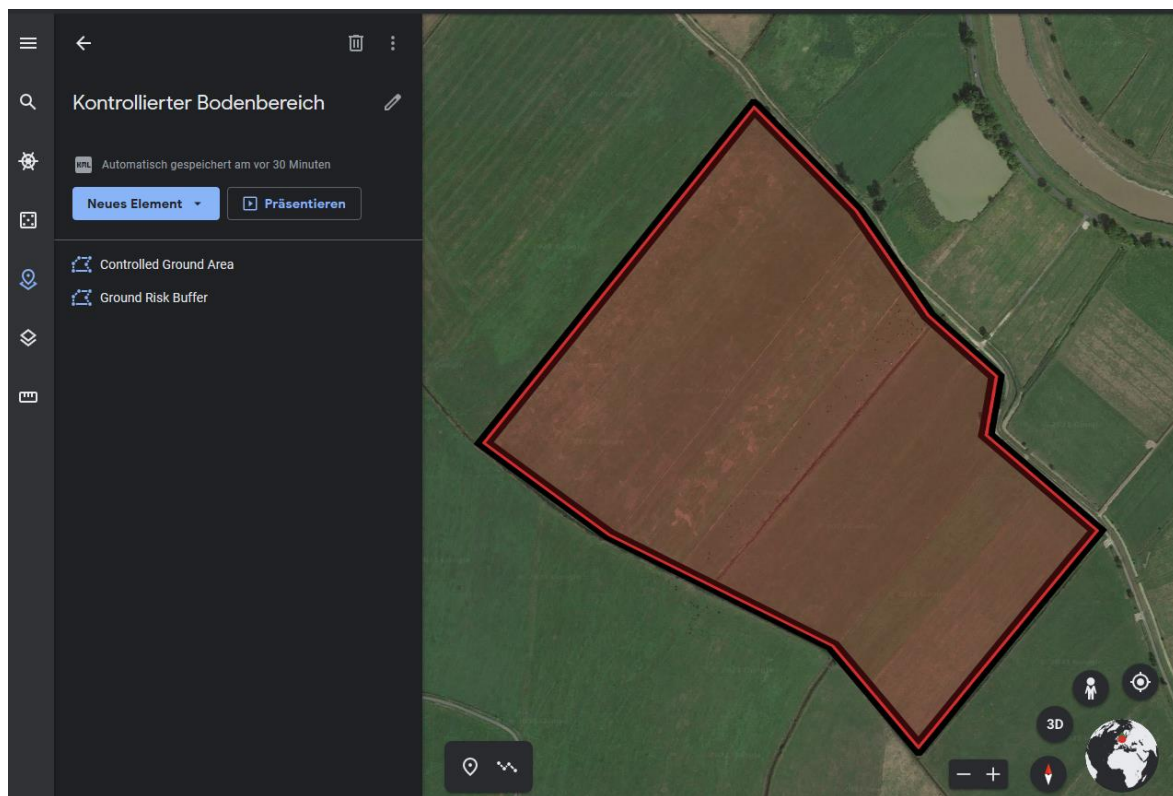 Kontrollierter Bodenbereich
KML Automatisch gespeichert am vor 30 Minuten
Neues Element
Präsentieren
Controlled Ground Area
Ground Risk Buffer
3D